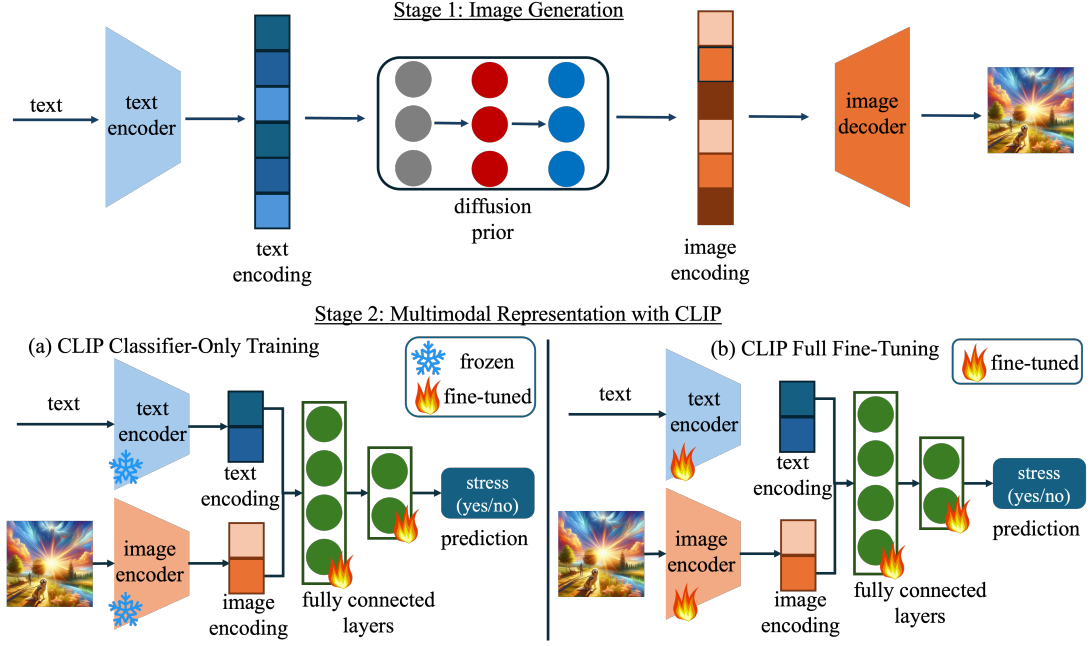 Stage 1: Image Generation
text
text
encoder
text
encoding
diffusion
prior
image
encoding
image
decoder
Stage 2: Multimodal Representation with CLIP
(a) CLIP Classifier-Only Training
frozen
fine-tuned
text
text
encoder
text
encoding
image
encoder
image
encoding
fully connected
layers
stress
(yes/no)
prediction
(b) CLIP Full Fine-Tuning
fine-tuned
text
text
encoder
text
encoding
image
encoder
image
encoding
fully connected
layers
stress
(yes/no)
prediction